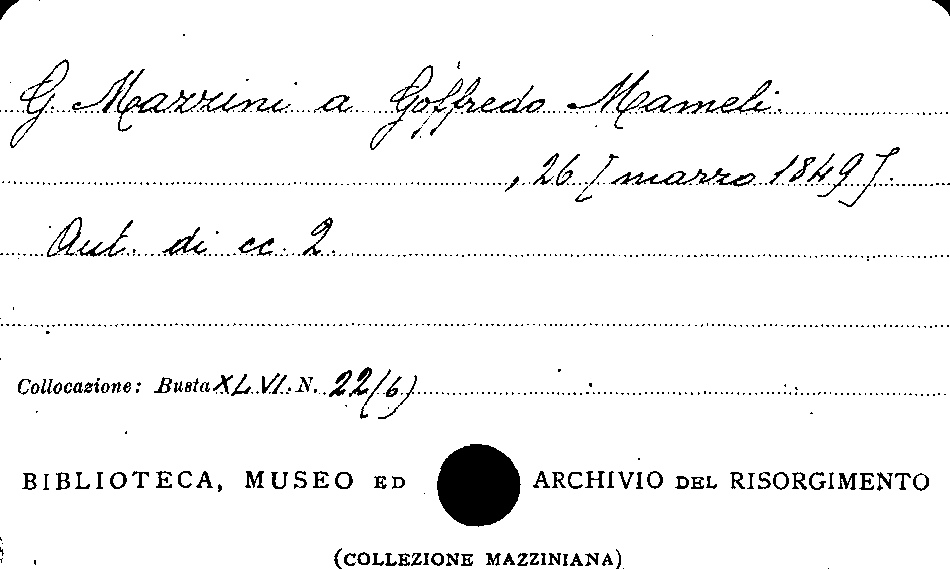 G. Mazzini a Goffredo Mameli.
, 26 [marzo 1849].
Aut. di cc. 2.
Collocazione: Busta XLVI. N. 22(6)
BIBLIOTECA, MUSEO ED ARCHIVIO DEL RISORGIMENTO
(COLLEZIONE MAZZINIANA)